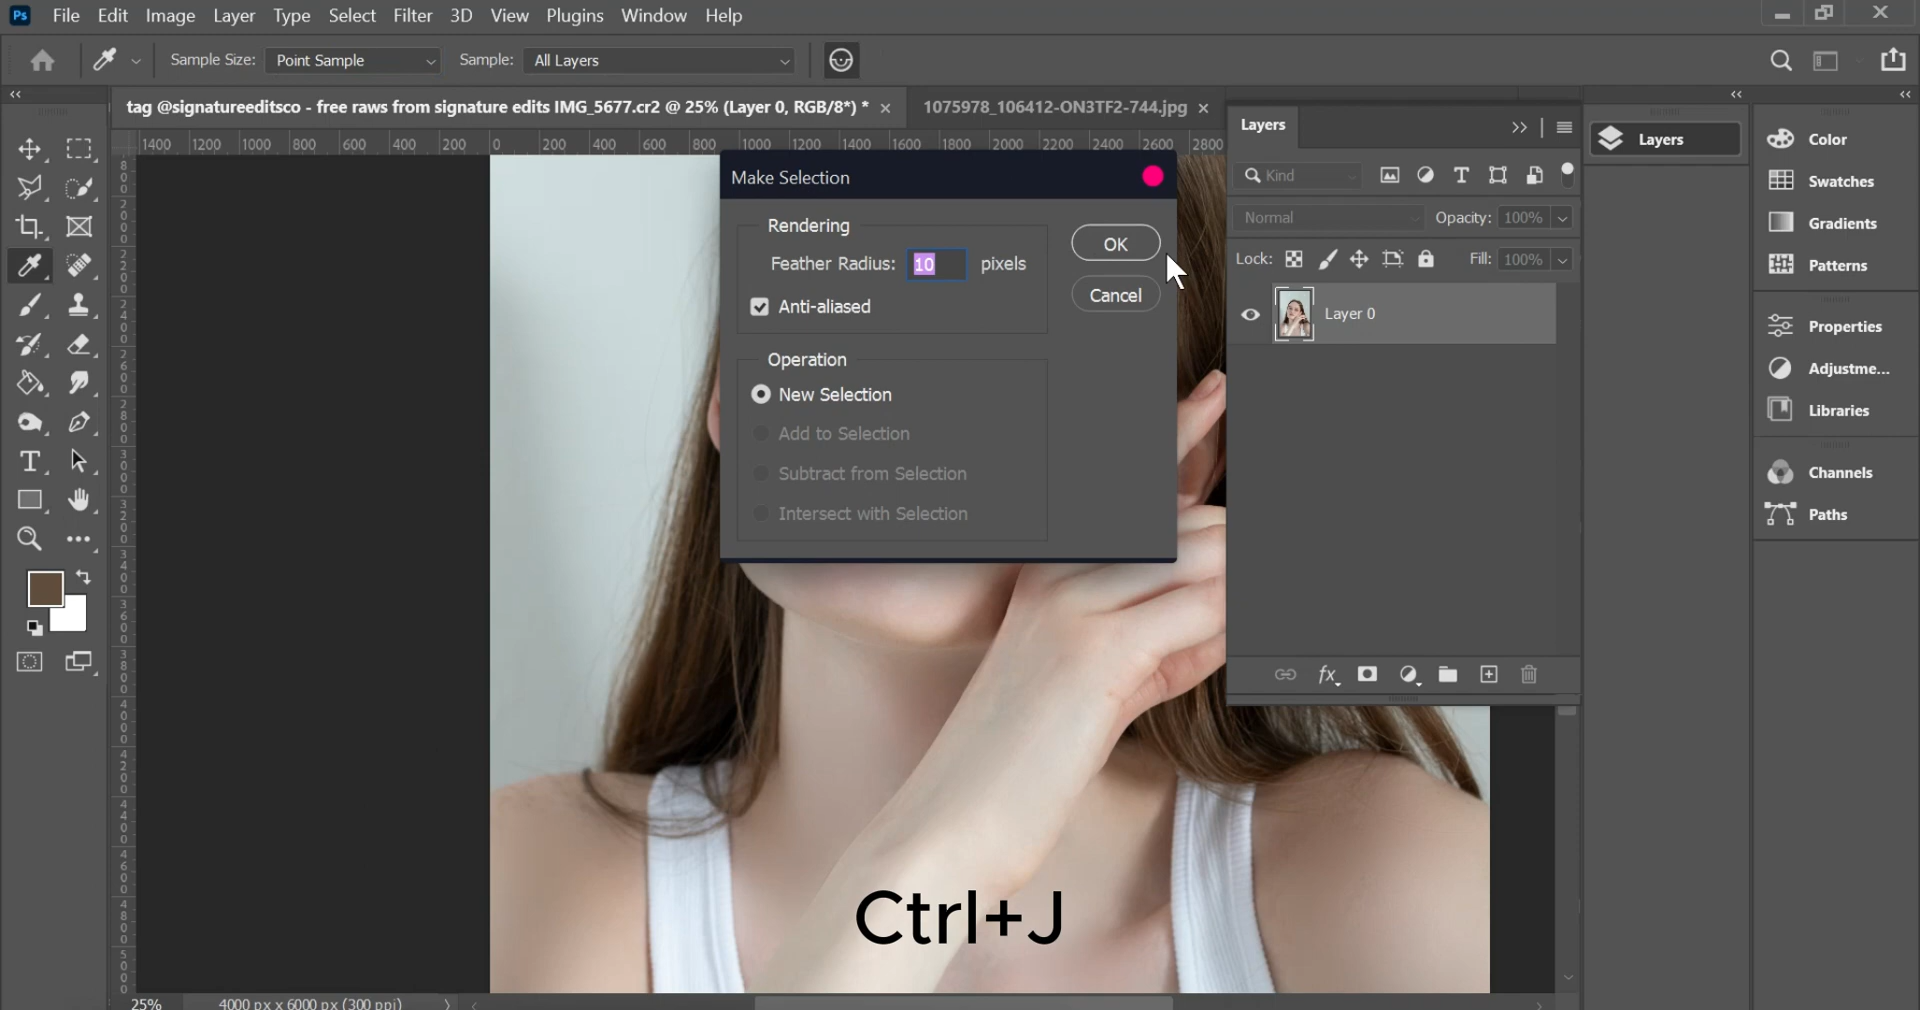 Ps File Edit Image Layer Type Select Filter 3D View Plugins Window Help
Sample Size: Point Sample Sample: All Layers
tag @signatureeditsco - free raws from signature edits IMG_5677.cr2 @ 25% (Layer 0, RGB/8*) * 1075978_106412-ON3TF2-744.jpg
1400 1200 1000 800 600 400 200 0 200 400 600 800 1000 1200 1400 1600 1800 2000 2200 2400 2600 2800
Make Selection
Rendering
Feather Radius: 10 pixels
Anti-aliased
OK
Cancel
Operation
New Selection
Add to Selection
Subtract from Selection
Intersect with Selection
Layers
Kind
Normal Opacity: 100%
Lock: Fill: 100%
Layer 0
fx
Layers
Color
Swatches
Gradients
Patterns
Properties
Adjustme...
Libraries
Channels
Paths
Ctrl+J
25% 4000 px x 6000 px (300 ppi)